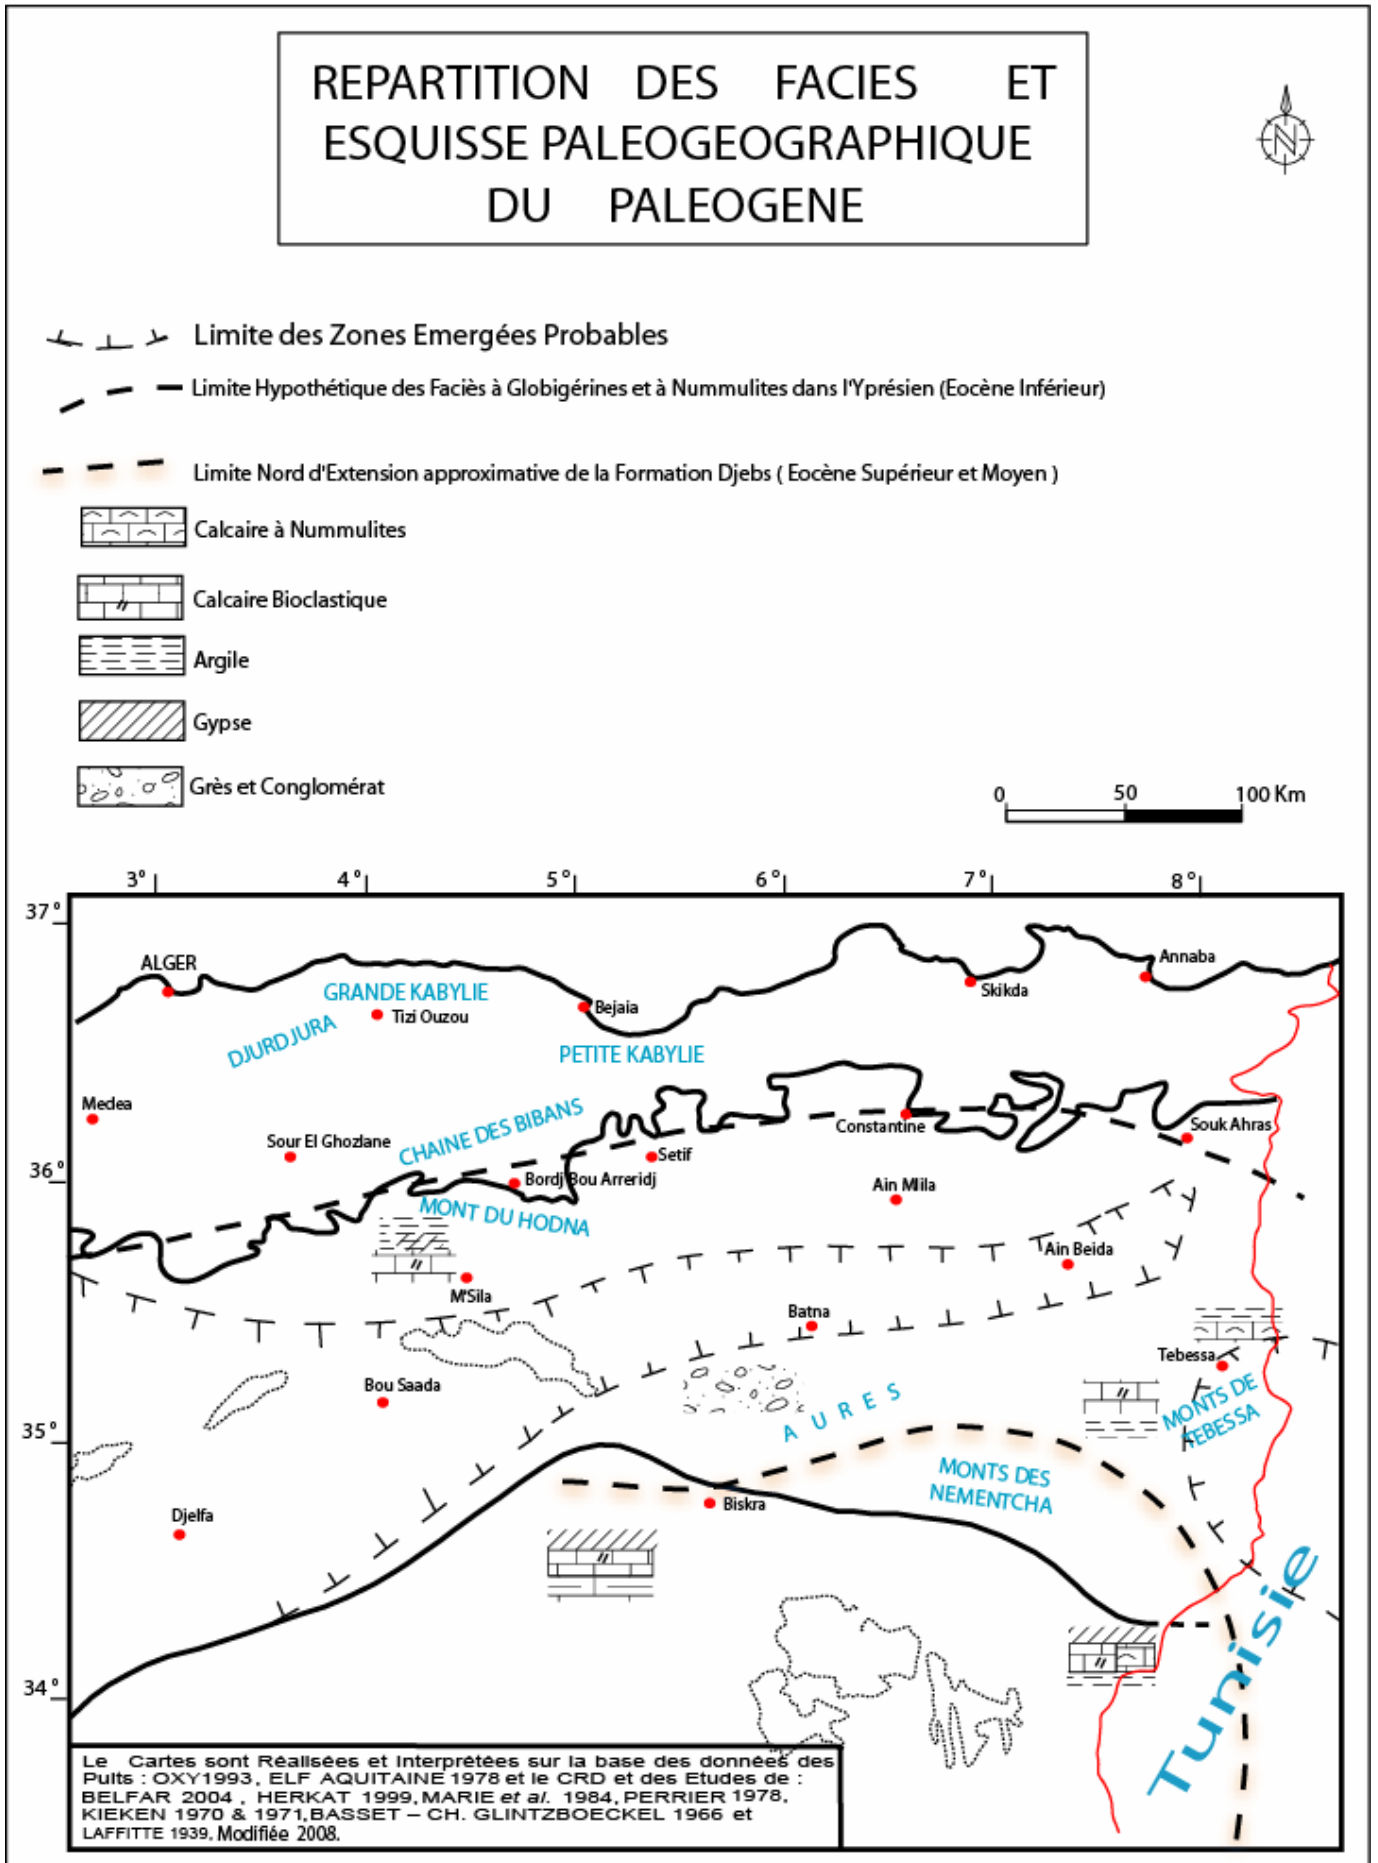 REPARTITION DES FACIES ET
ESQUISSE PALEOGEOGRAPHIQUE
DU PALEOGENE
N
Limite des Zones Emergées Probables
Limite Hypothétique des Faciès à Globigérines et à Nummulites dans l'Yprésien (Eocène Inférieur)
Limite Nord d'Extension approximative de la Formation Djebs ( Eocène Supérieur et Moyen )
Calcaire à Nummulites
Calcaire Bioclastique
Argile
Gypse
Grès et Conglomérat
0 50 100 Km
3° 4° 5° 6° 7° 8°
37°
ALGER
Annaba
GRANDE KABYLIE
Skikda
Tizi Ouzou
Bejaia
DJURDJURA
PETITE KABYLIE
Medea
CHAINE DES BIBANS
Constantine
Souk Ahras
Sour El Ghozlane
Setif
36°
Bordj Bou Arreridj
Ain Mlila
MONT DU HODNA
Ain Beida
M'Sila
Batna
Tebessa
Bou Saada
MONTS DE
TEBESSA
AURES
35°
MONTS DES
NEMENTCHA
Biskra
Djelfa
Tunisie
34°
Le Cartes sont Réalisées et Interprétées sur la base des données des
Puits : OXY1993, ELF AQUITAINE 1978 et le CRD et des Etudes de :
BELFAR 2004 , HERKAT 1999, MARIE et al. 1984, PERRIER 1978,
KIEKEN 1970 & 1971, BASSET – CH. GLINTZBOECKEL 1966 et
LAFFITTE 1939, Modifiée 2008.